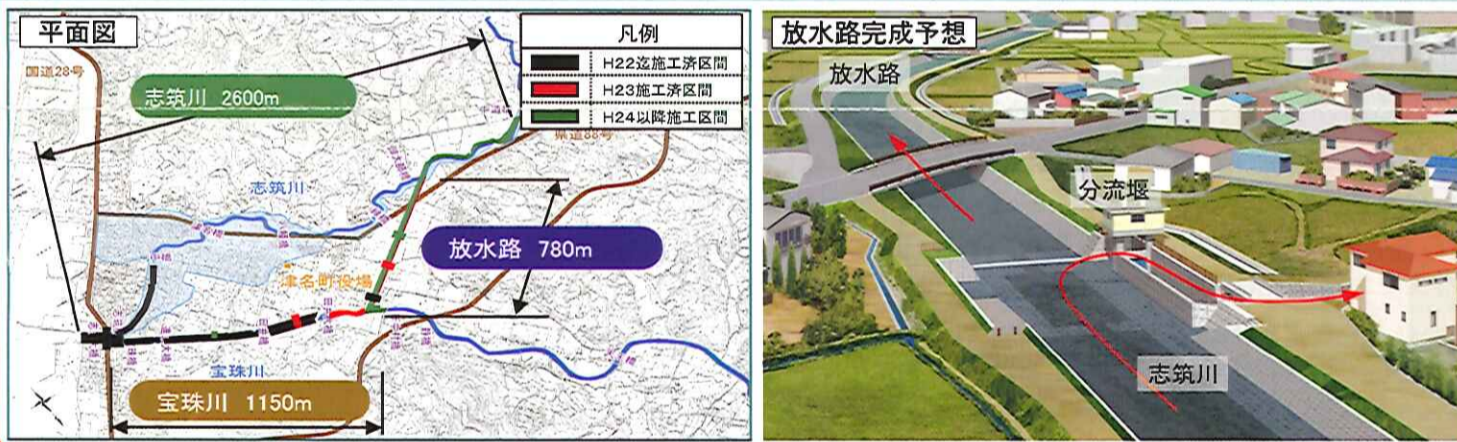 平面図
国道28号
志筑川 2600m
凡例
H22迄施工済区間
H23施工済区間
H24以降施工区間
県道88号
志筑川
放水路 780m
津名町役場
宝珠川
宝珠川 1150m
放水路完成予想
放水路
分流堰
志筑川